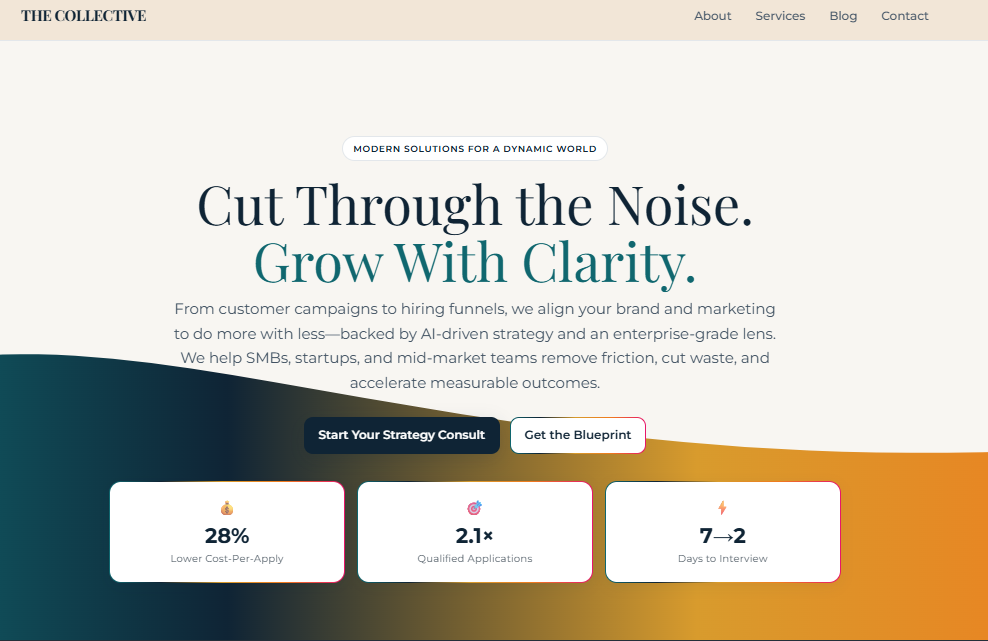 THE COLLECTIVE
About Services Blog Contact
MODERN SOLUTIONS FOR A DYNAMIC WORLD
Cut Through the Noise.
Grow With Clarity.
From customer campaigns to hiring funnels, we align your brand and marketing
to do more with less—backed by AI-driven strategy and an enterprise-grade lens.
We help SMBs, startups, and mid-market teams remove friction, cut waste, and
accelerate measurable outcomes.
Start Your Strategy Consult
Get the Blueprint
28%
Lower Cost-Per-Apply
2.1×
Qualified Applications
7→2
Days to Interview